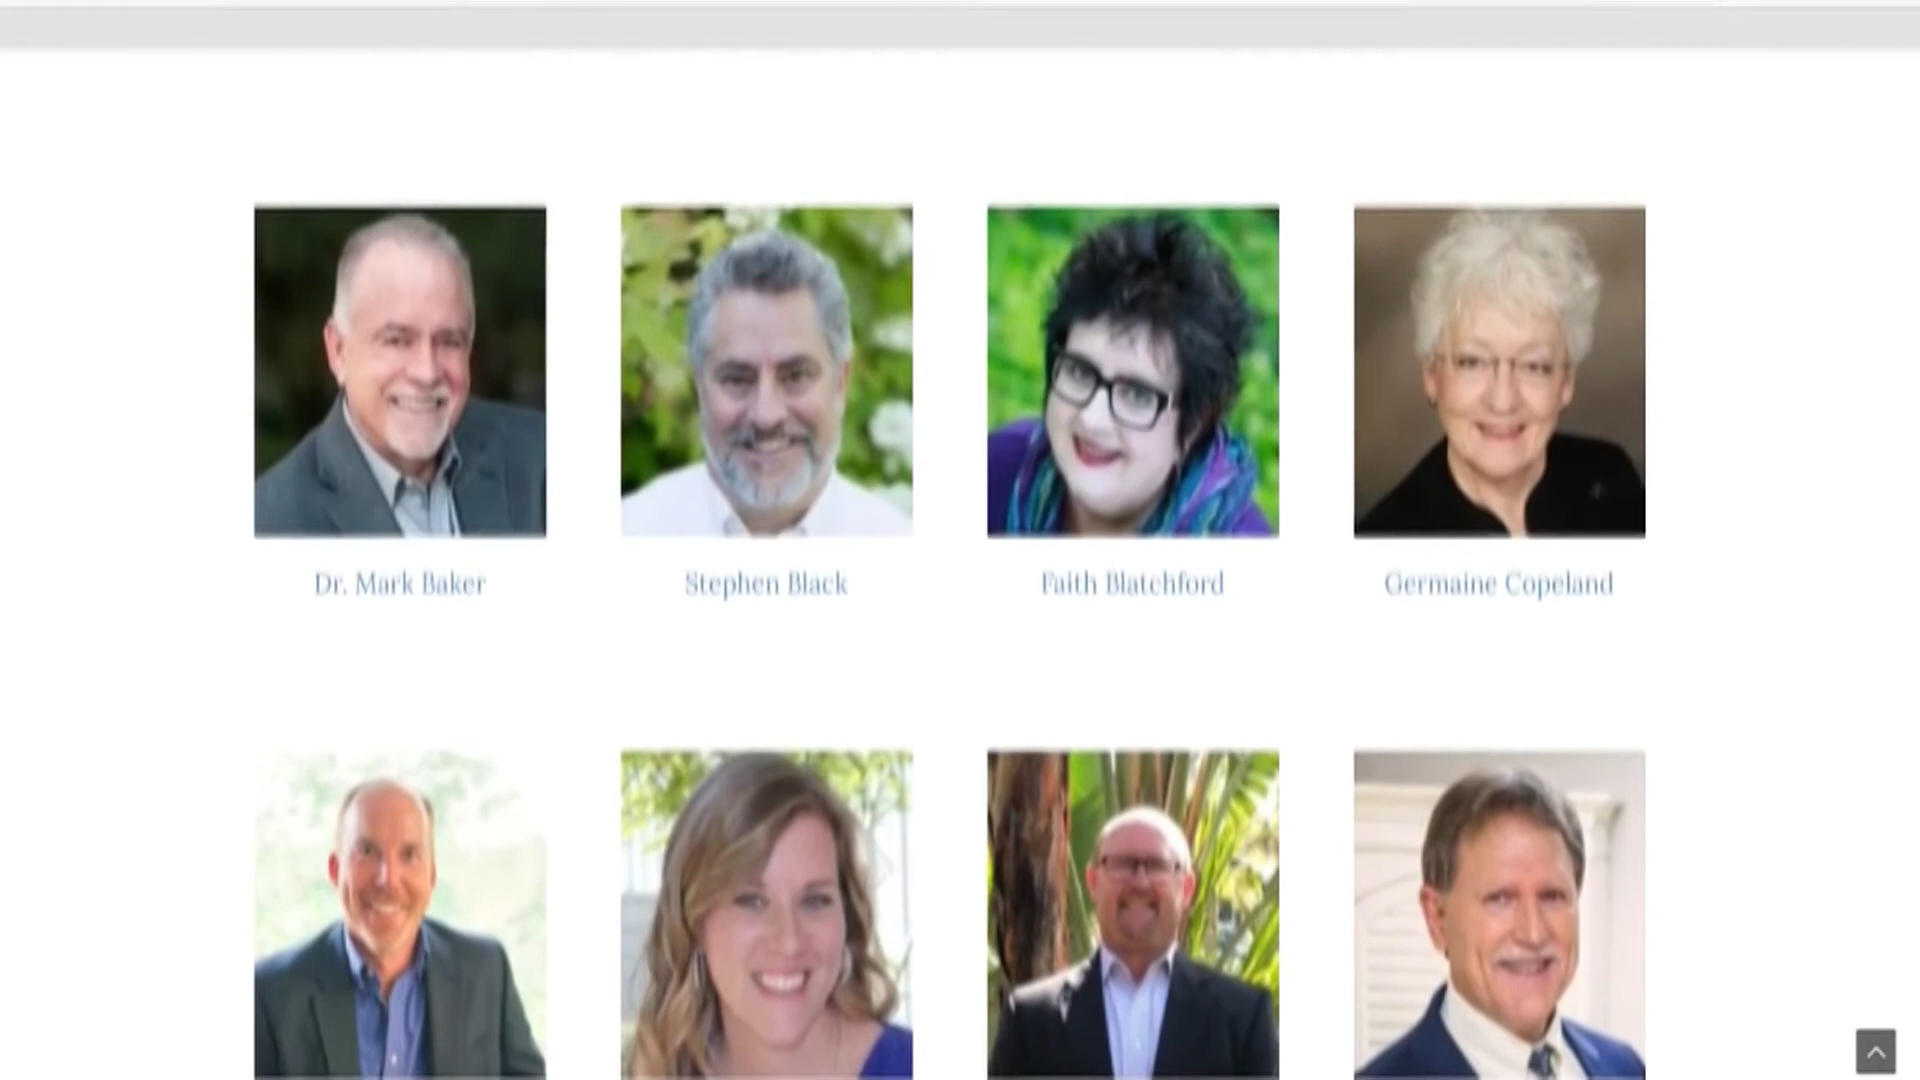 Dr. Mark Baker
Stephen Black
Faith Blatchford
Germaine Copeland